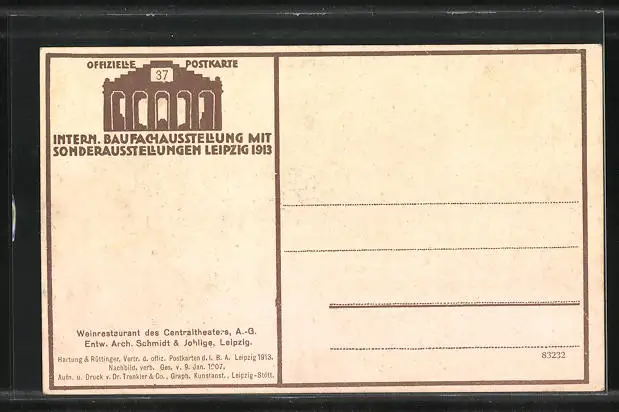 OFFIZIELLE POSTKARTE
37
INTERN. BAUFACHAUSSTELLUNG MIT
SONDERAUSSTELLUNGEN LEIPZIG 1913
Weinrestaurant des Centraltheaters, A.-G.
Entw. Arch. Schmidt & Johlige, Leipzig.
Hartung & Rüttinger, Vertr. d. offiz. Postkarten d. I. B. A. Leipzig 1913.
Nachbild. verb. Ges. v. 9. Jan. 1907.
Aufn. u. Druck v. Dr. Trenkler & Co., Graph. Kunstanst., Leipzig-Stött.
83232